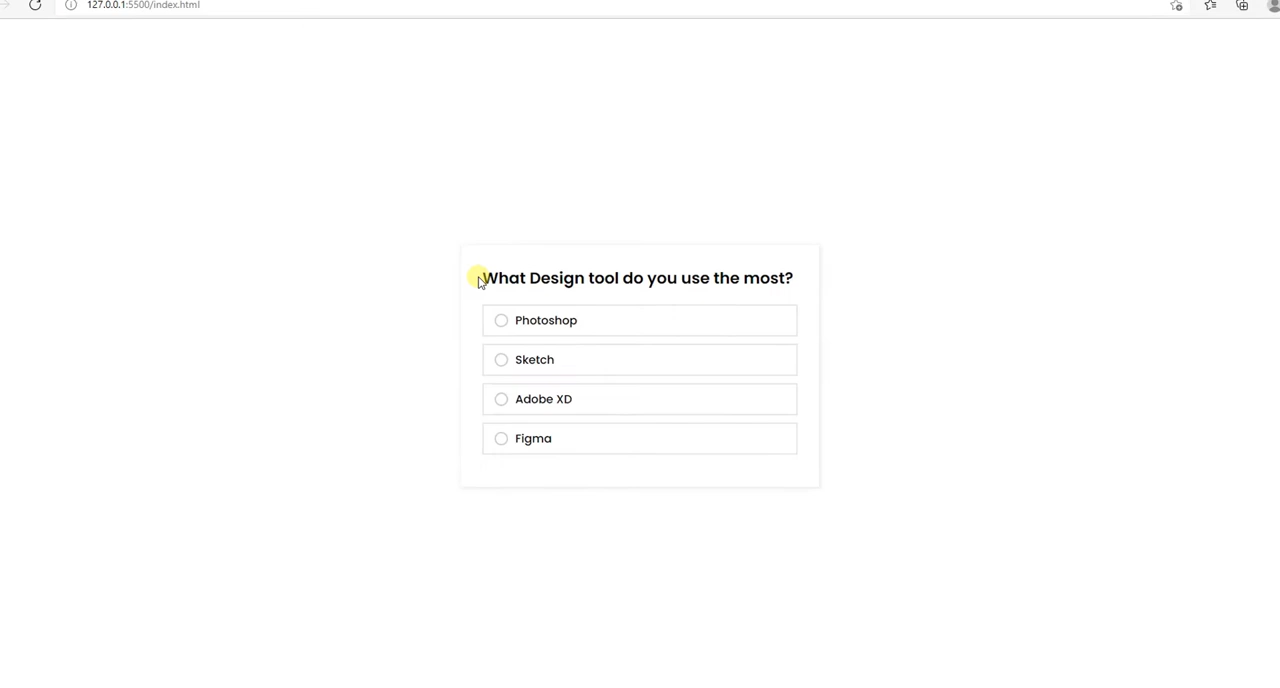 127.0.0.1:5500/index.html
What Design tool do you use the most?
Photoshop
Sketch
Adobe XD
Figma